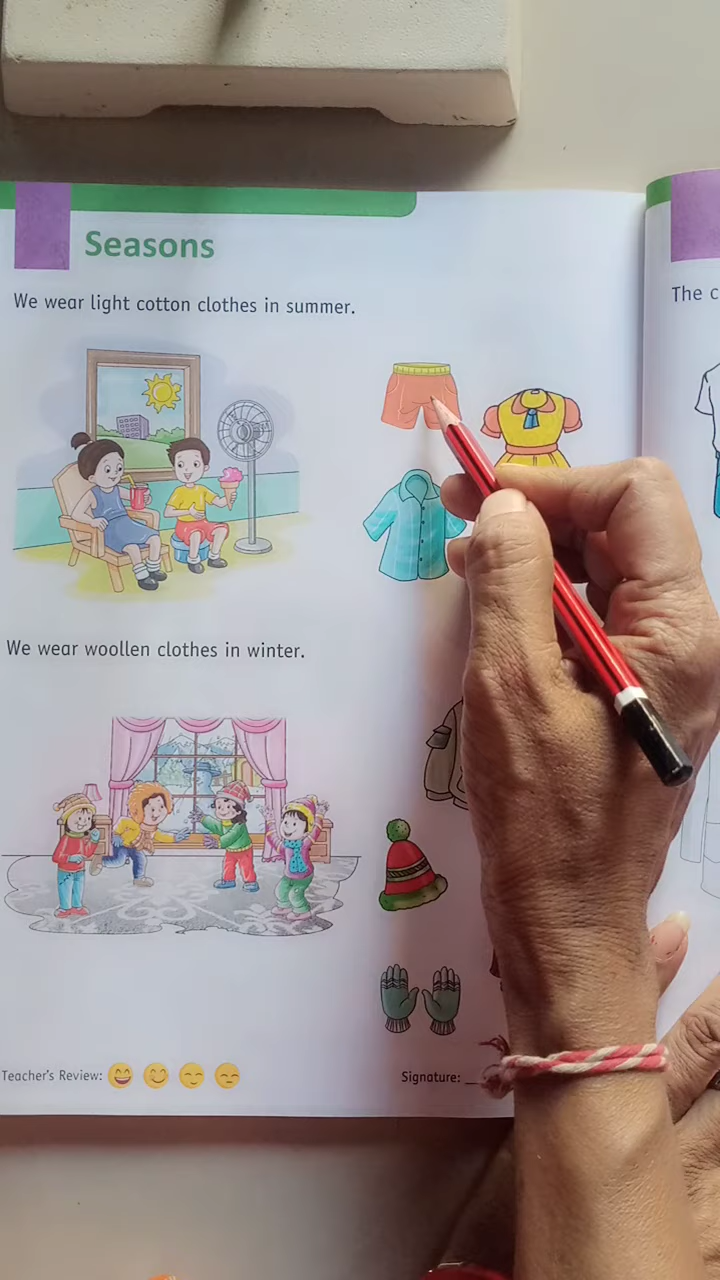 Seasons
We wear light cotton clothes in summer.
The c
We wear woollen clothes in winter.
Teacher's Review:
Signature: